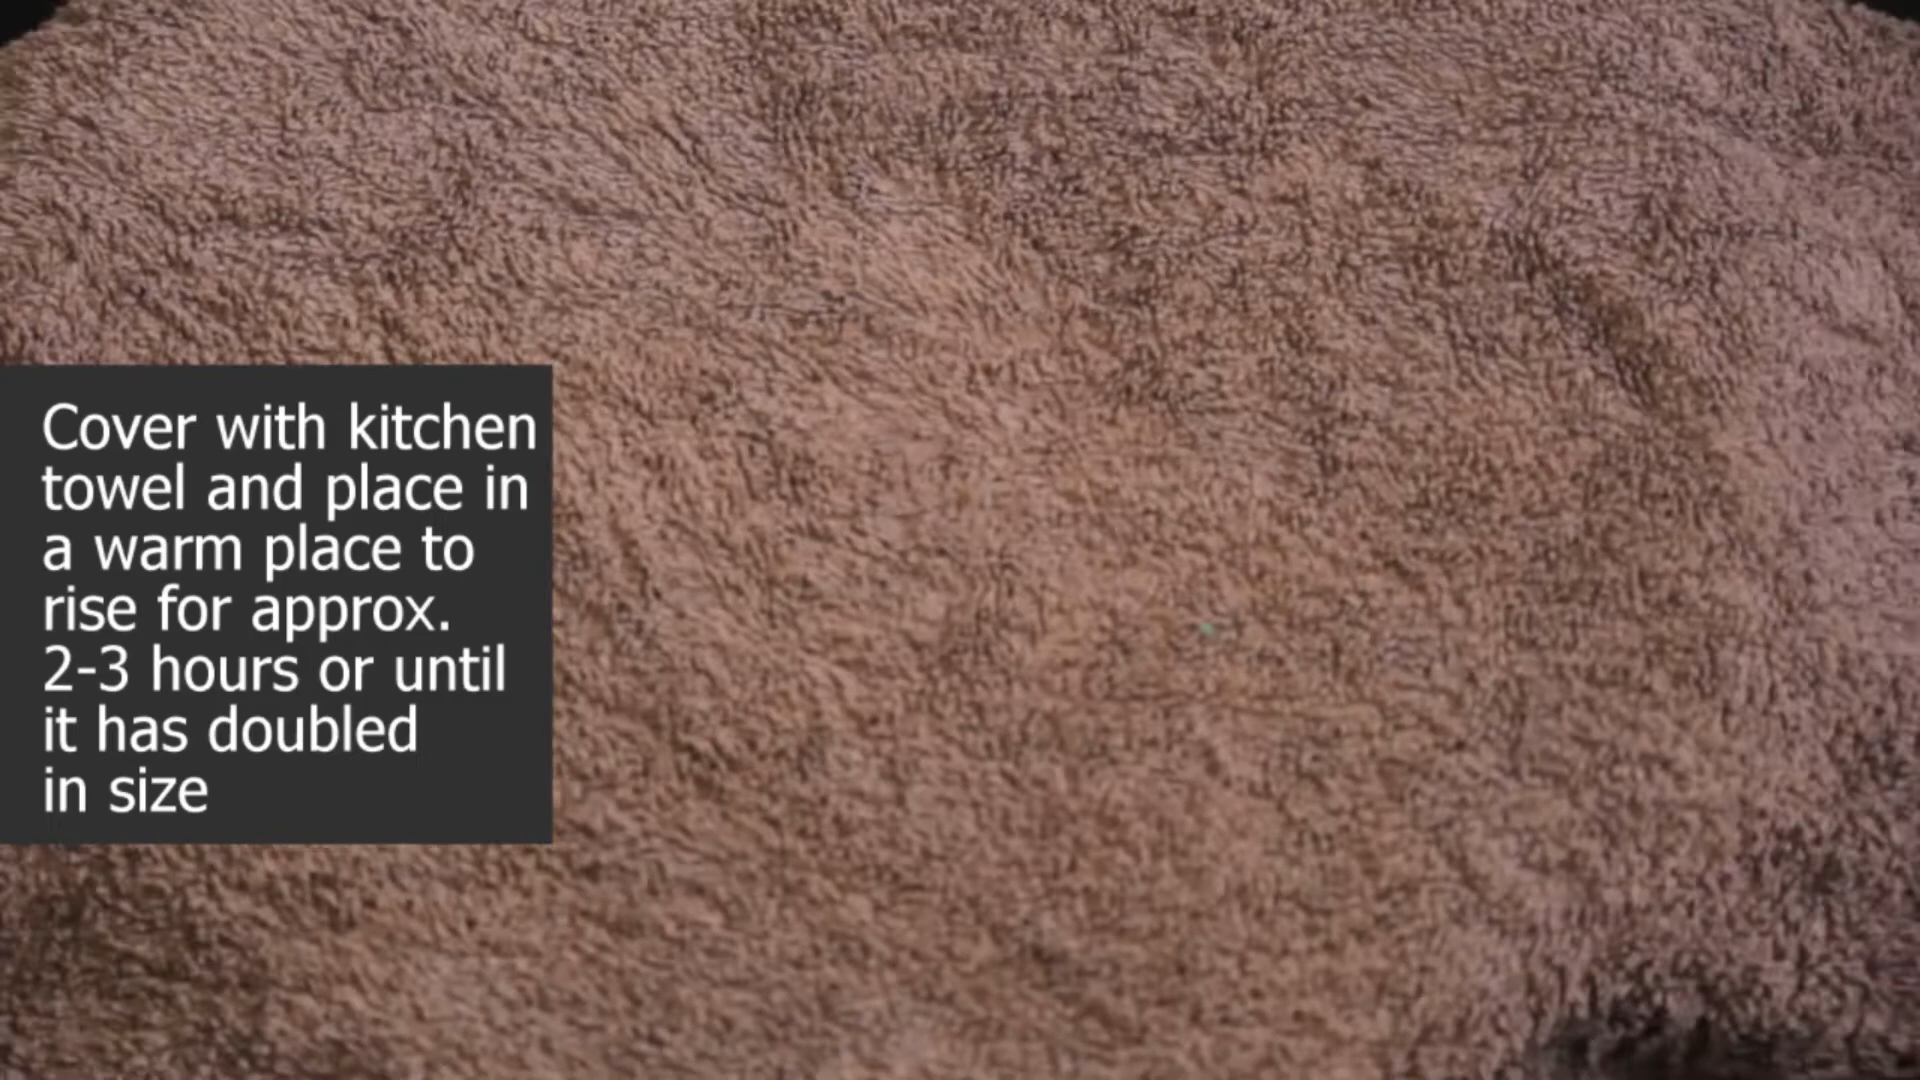 Cover with kitchen
towel and place in
a warm place to
rise for approx.
2-3 hours or until
it has doubled
in size